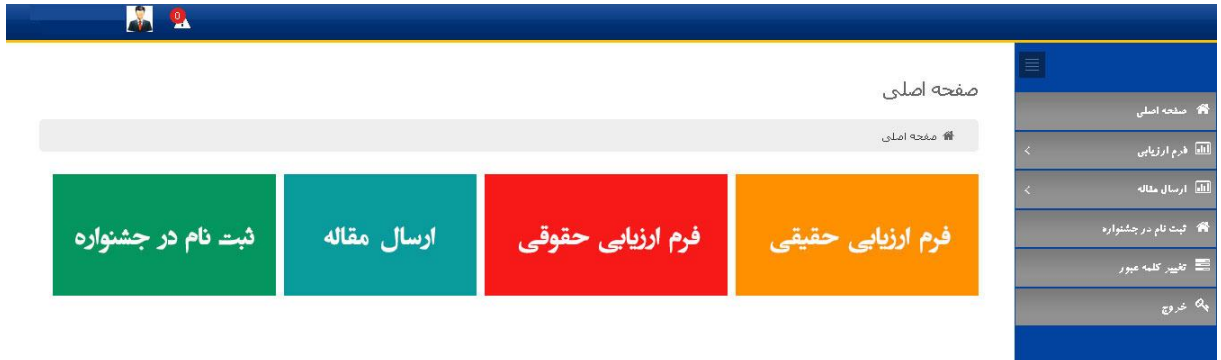 0
صفحه اصلی
فرم ارزیابی
ارسال مقاله
ثبت نام در جشنواره
تغییر کلمه عبور
خروج
صفحه اصلی
صفحه اصلی
فرم ارزیابی حقیقی
فرم ارزیابی حقوقی
ارسال مقاله
ثبت نام در جشنواره